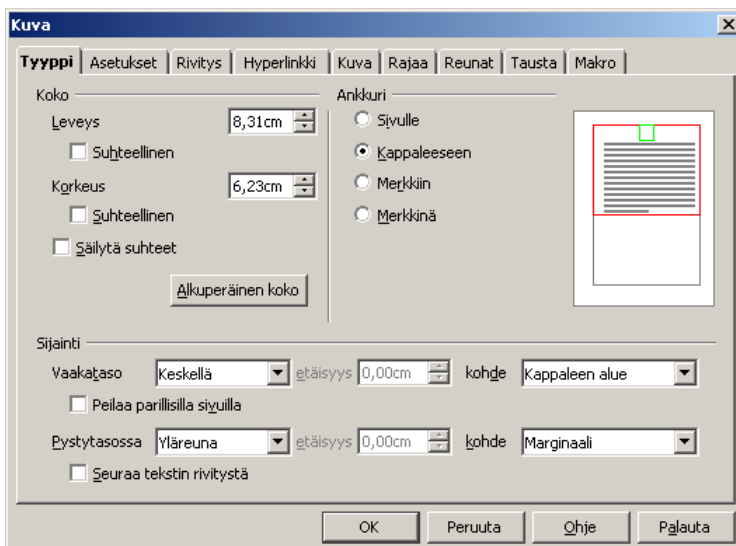 Kuva
Tyyppi Asetukset Rivitys Hyperlinkki Kuva Rajaa Reunat Tausta Makro
Koko
Leveys 8,31cm
Suhteellinen
Korkeus 6,23cm
Suhteellinen
Säilytä suhteet
Alkuperäinen koko
Ankkuri
Sivulle
Kappaleeseen
Merkkiin
Merkkinä
Sijainti
Vaakataso Keskellä etäisyys 0,00cm kohde Kappaleen alue
Peilaa parillisilla sivuilla
Pystytasossa Yläreuna etäisyys 0,00cm kohde Marginaali
Seuraa tekstin rivitystä
OK Peruuta Ohje Palauta